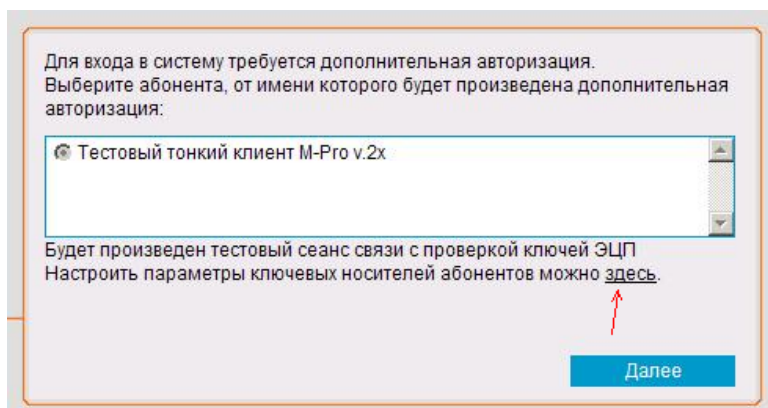 Для входа в систему требуется дополнительная авторизация.
Выберите абонента, от имени которого будет произведена дополнительная
авторизация:
Тестовый тонкий клиент M-Pro v.2x
Будет произведен тестовый сеанс связи с проверкой ключей ЭЦП
Настроить параметры ключевых носителей абонентов можно здесь.
Далее